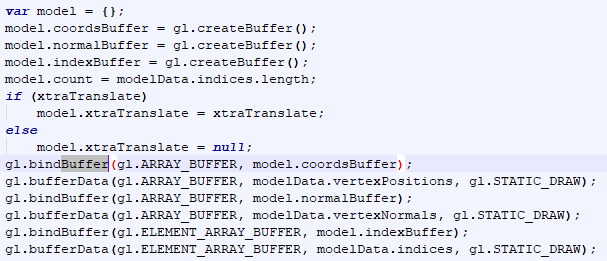 var model = {};
model.coordsBuffer = gl.createBuffer();
model.normalBuffer = gl.createBuffer();
model.indexBuffer = gl.createBuffer();
model.count = modelData.indices.length;
if (xtraTranslate)
    model.xtraTranslate = xtraTranslate;
else
    model.xtraTranslate = null;
gl.bindBuffer(gl.ARRAY_BUFFER, model.coordsBuffer);
gl.bufferData(gl.ARRAY_BUFFER, modelData.vertexPositions, gl.STATIC_DRAW);
gl.bindBuffer(gl.ARRAY_BUFFER, model.normalBuffer);
gl.bufferData(gl.ARRAY_BUFFER, modelData.vertexNormals, gl.STATIC_DRAW);
gl.bindBuffer(gl.ELEMENT_ARRAY_BUFFER, model.indexBuffer);
gl.bufferData(gl.ELEMENT_ARRAY_BUFFER, modelData.indices, gl.STATIC_DRAW);